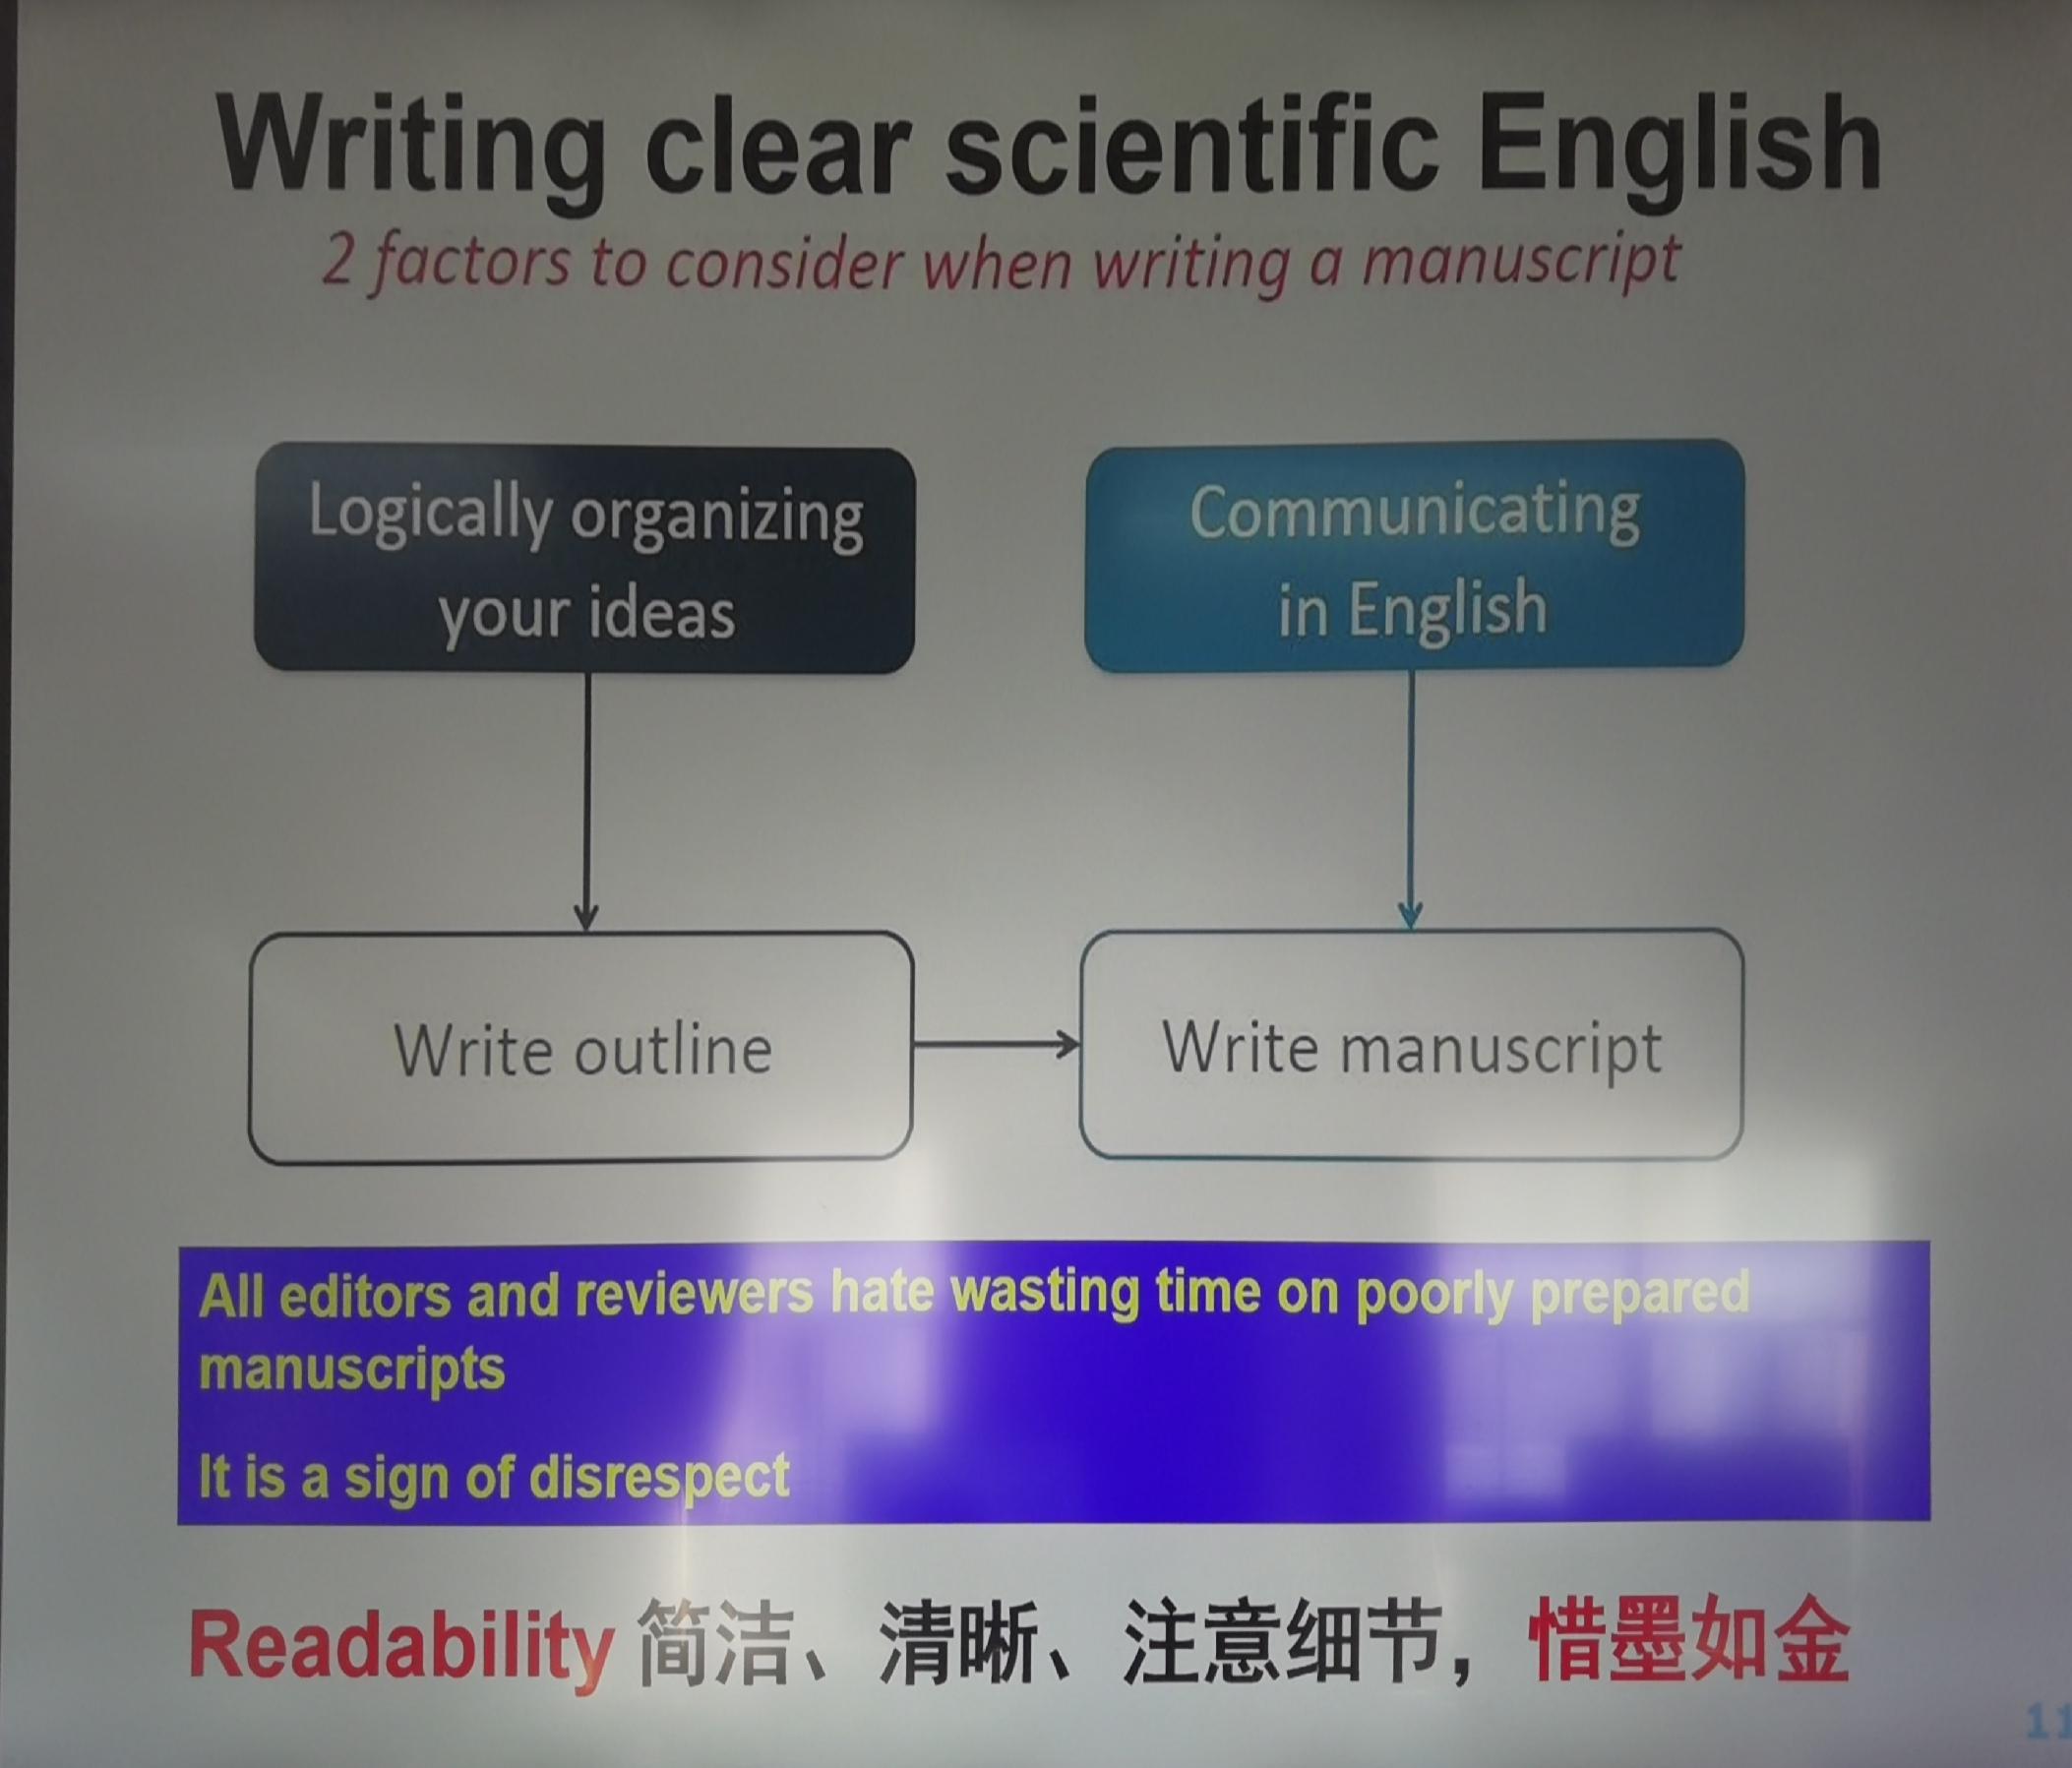 Writing clear scientific English
2 factors to consider when writing a manuscript
Logically organizing
your ideas
Communicating
in English
Write outline
Write manuscript
All editors and reviewers hate wasting time on poorly prepared
manuscripts
It is a sign of disrespect
Readability 简洁、清晰、注意细节，惜墨如金
11